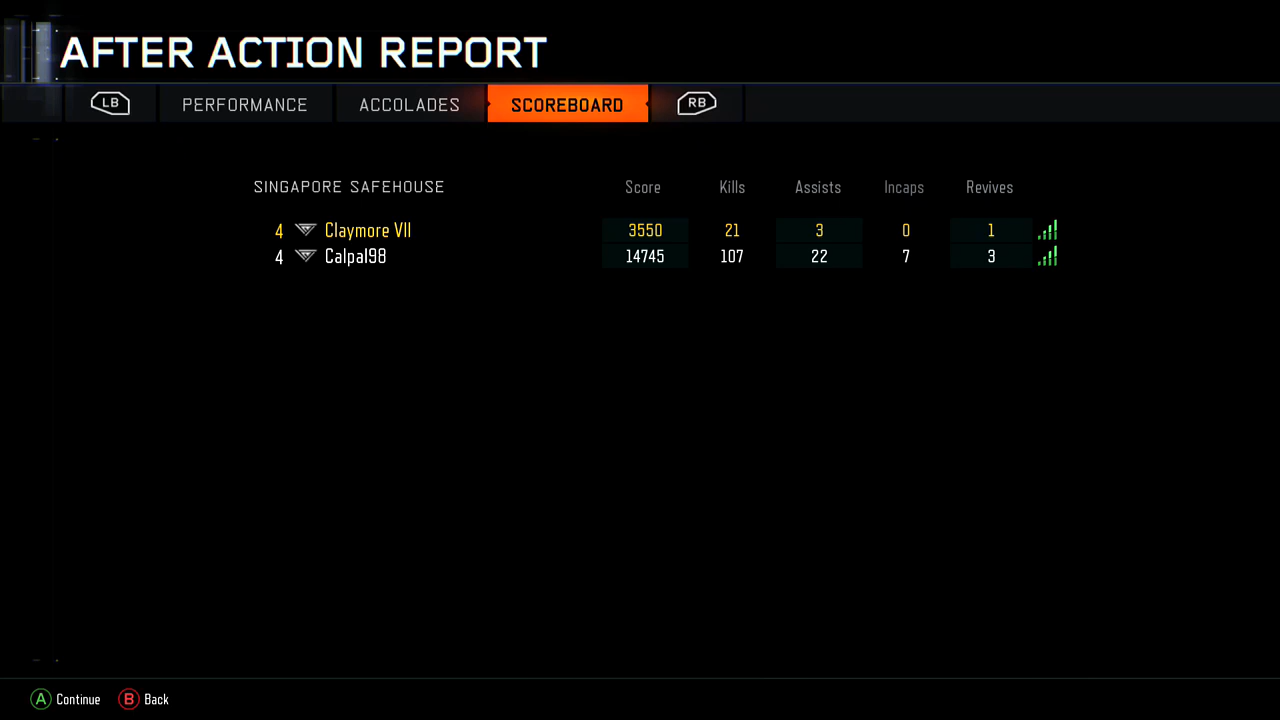 AFTER ACTION REPORT
LB PERFORMANCE ACCOLADES SCOREBOARD RB
SINGAPORE SAFEHOUSE Score Kills Assists Incaps Revives
4 Claymore VII 3550 21 3 0 1
4 Calpal98 14745 107 22 7 3
A Continue B Back